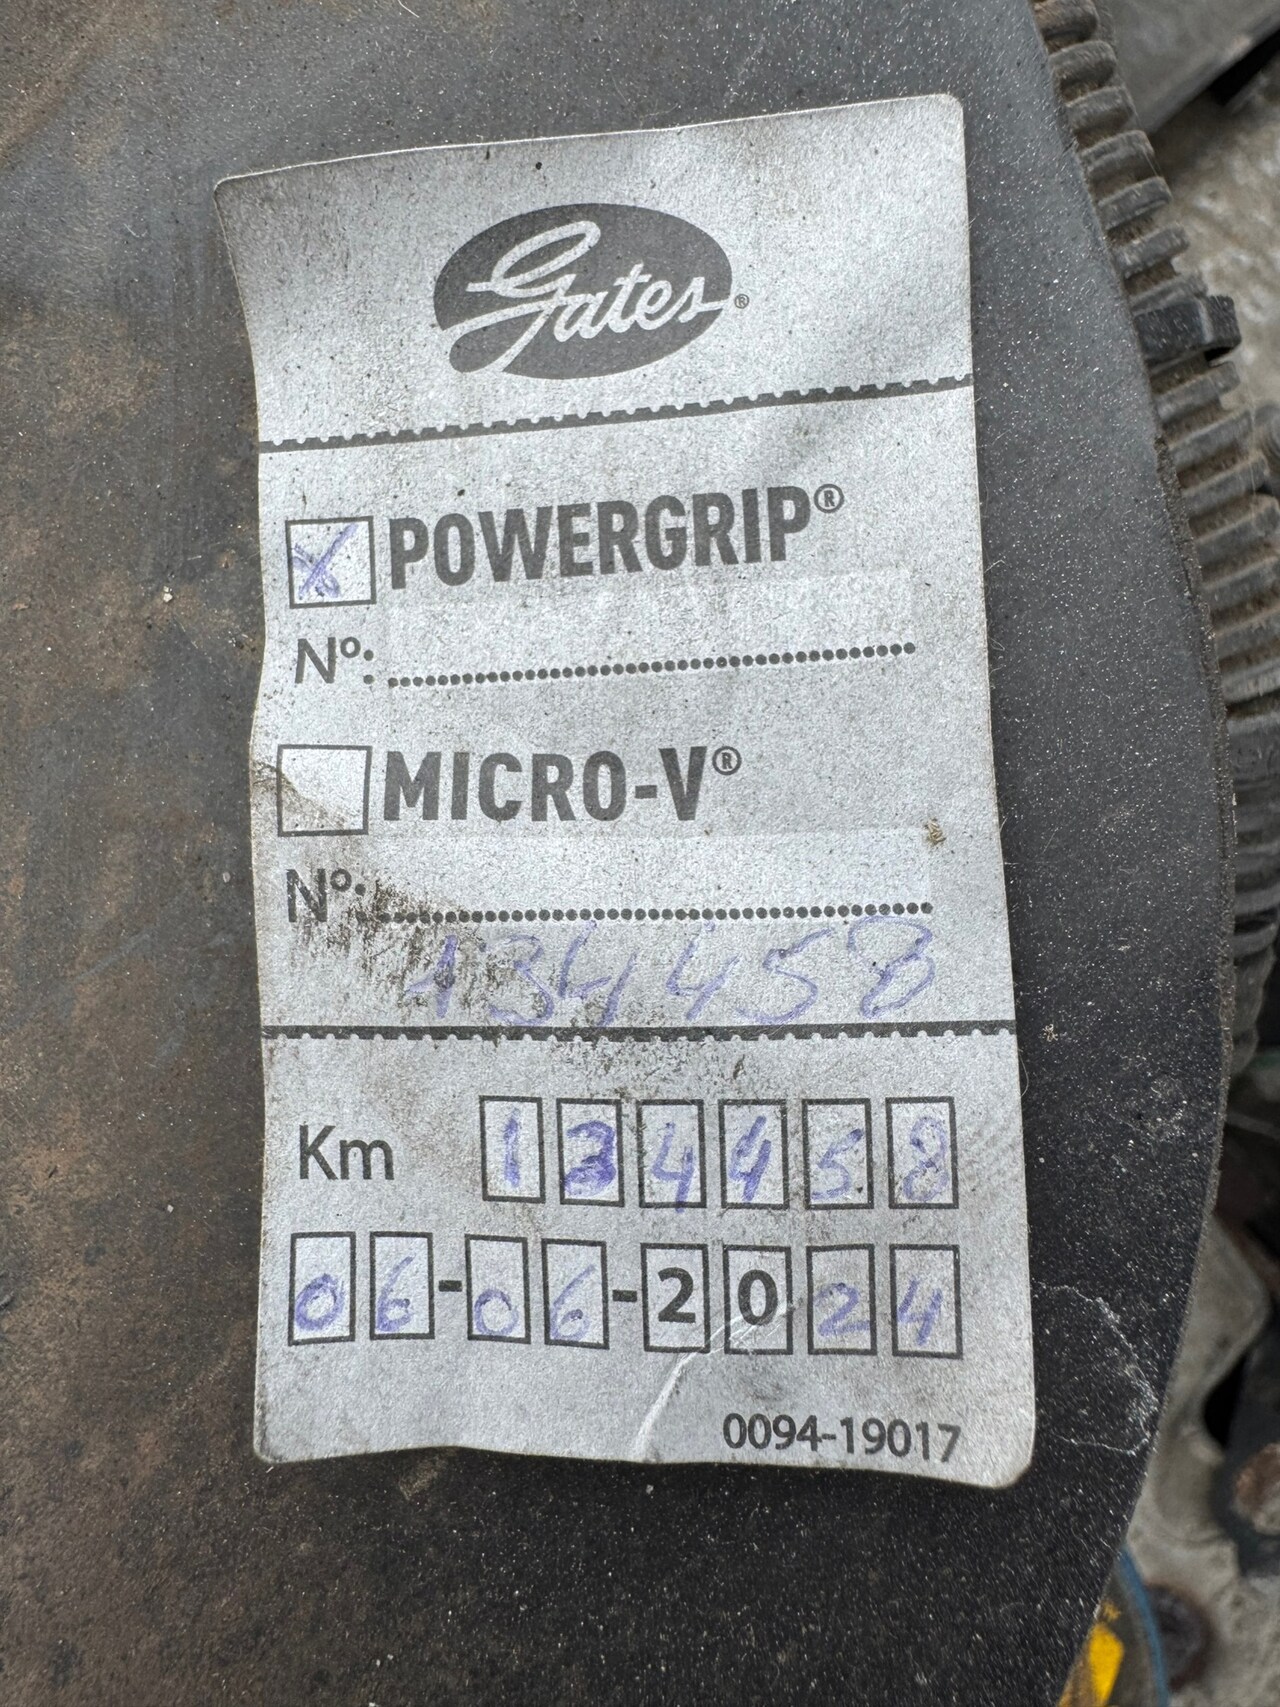 Gates®
X POWERGRIP®
Nº: ..........
MICRO-V®
Nº: ..........
134458
Km 134458
06-06-2024
0094-19017